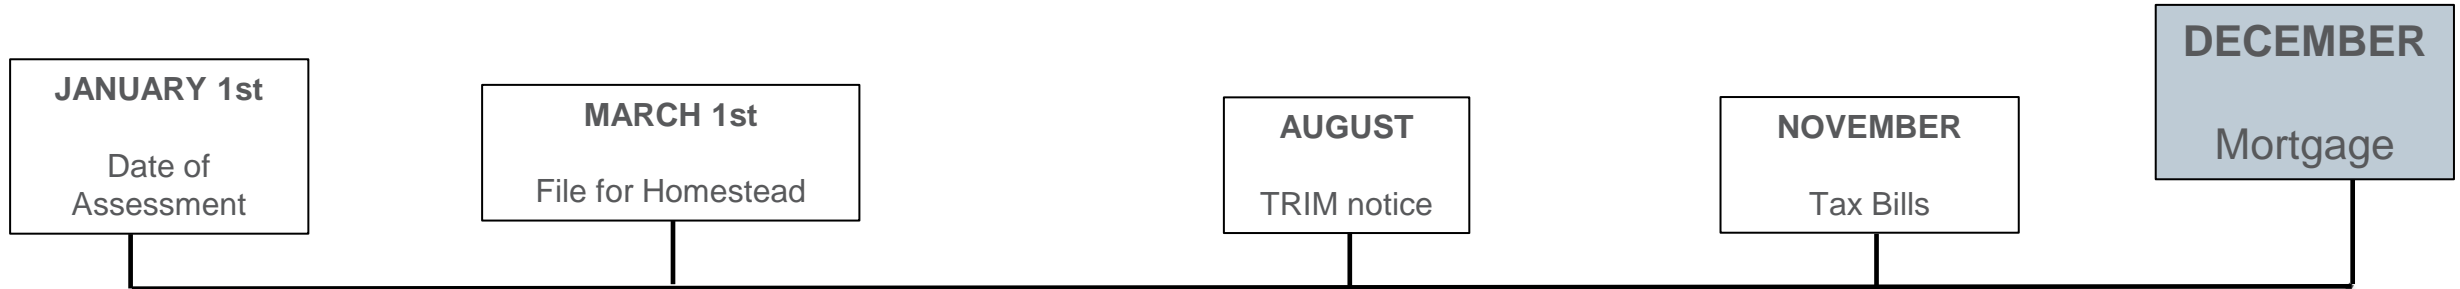 JANUARY 1st
Date of
Assessment
MARCH 1st
File for Homestead
AUGUST
TRIM notice
NOVEMBER
Tax Bills
DECEMBER
Mortgage